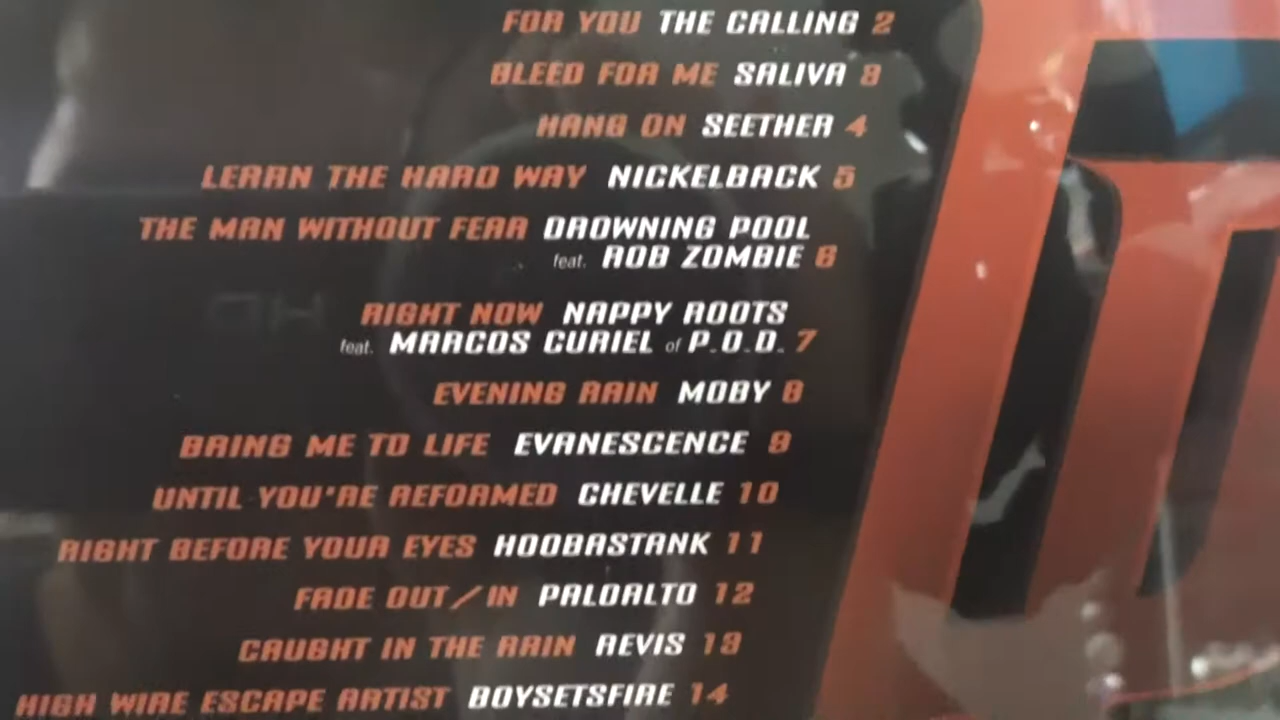 FOR YOU THE CALLING 2
BLEED FOR ME SALIVA 3
HANG ON SEETHER 4
LEARN THE HARD WAY NICKELBACK 5
THE MAN WITHOUT FEAR DROWNING POOL
feat. ROB ZOMBIE 6
RIGHT NOW NAPPY ROOTS
feat. MARCOS CURIEL of P.O.D. 7
EVENING RAIN MOBY 8
BRING ME TO LIFE EVANESCENCE 9
UNTIL YOU'RE REFORMED CHEVELLE 10
RIGHT BEFORE YOUR EYES HOOBASTANK 11
FADE OUT/IN PALOALTO 12
CAUGHT IN THE RAIN REVIS 13
HIGH WIRE ESCAPE ARTIST BOYSETSFIRE 14